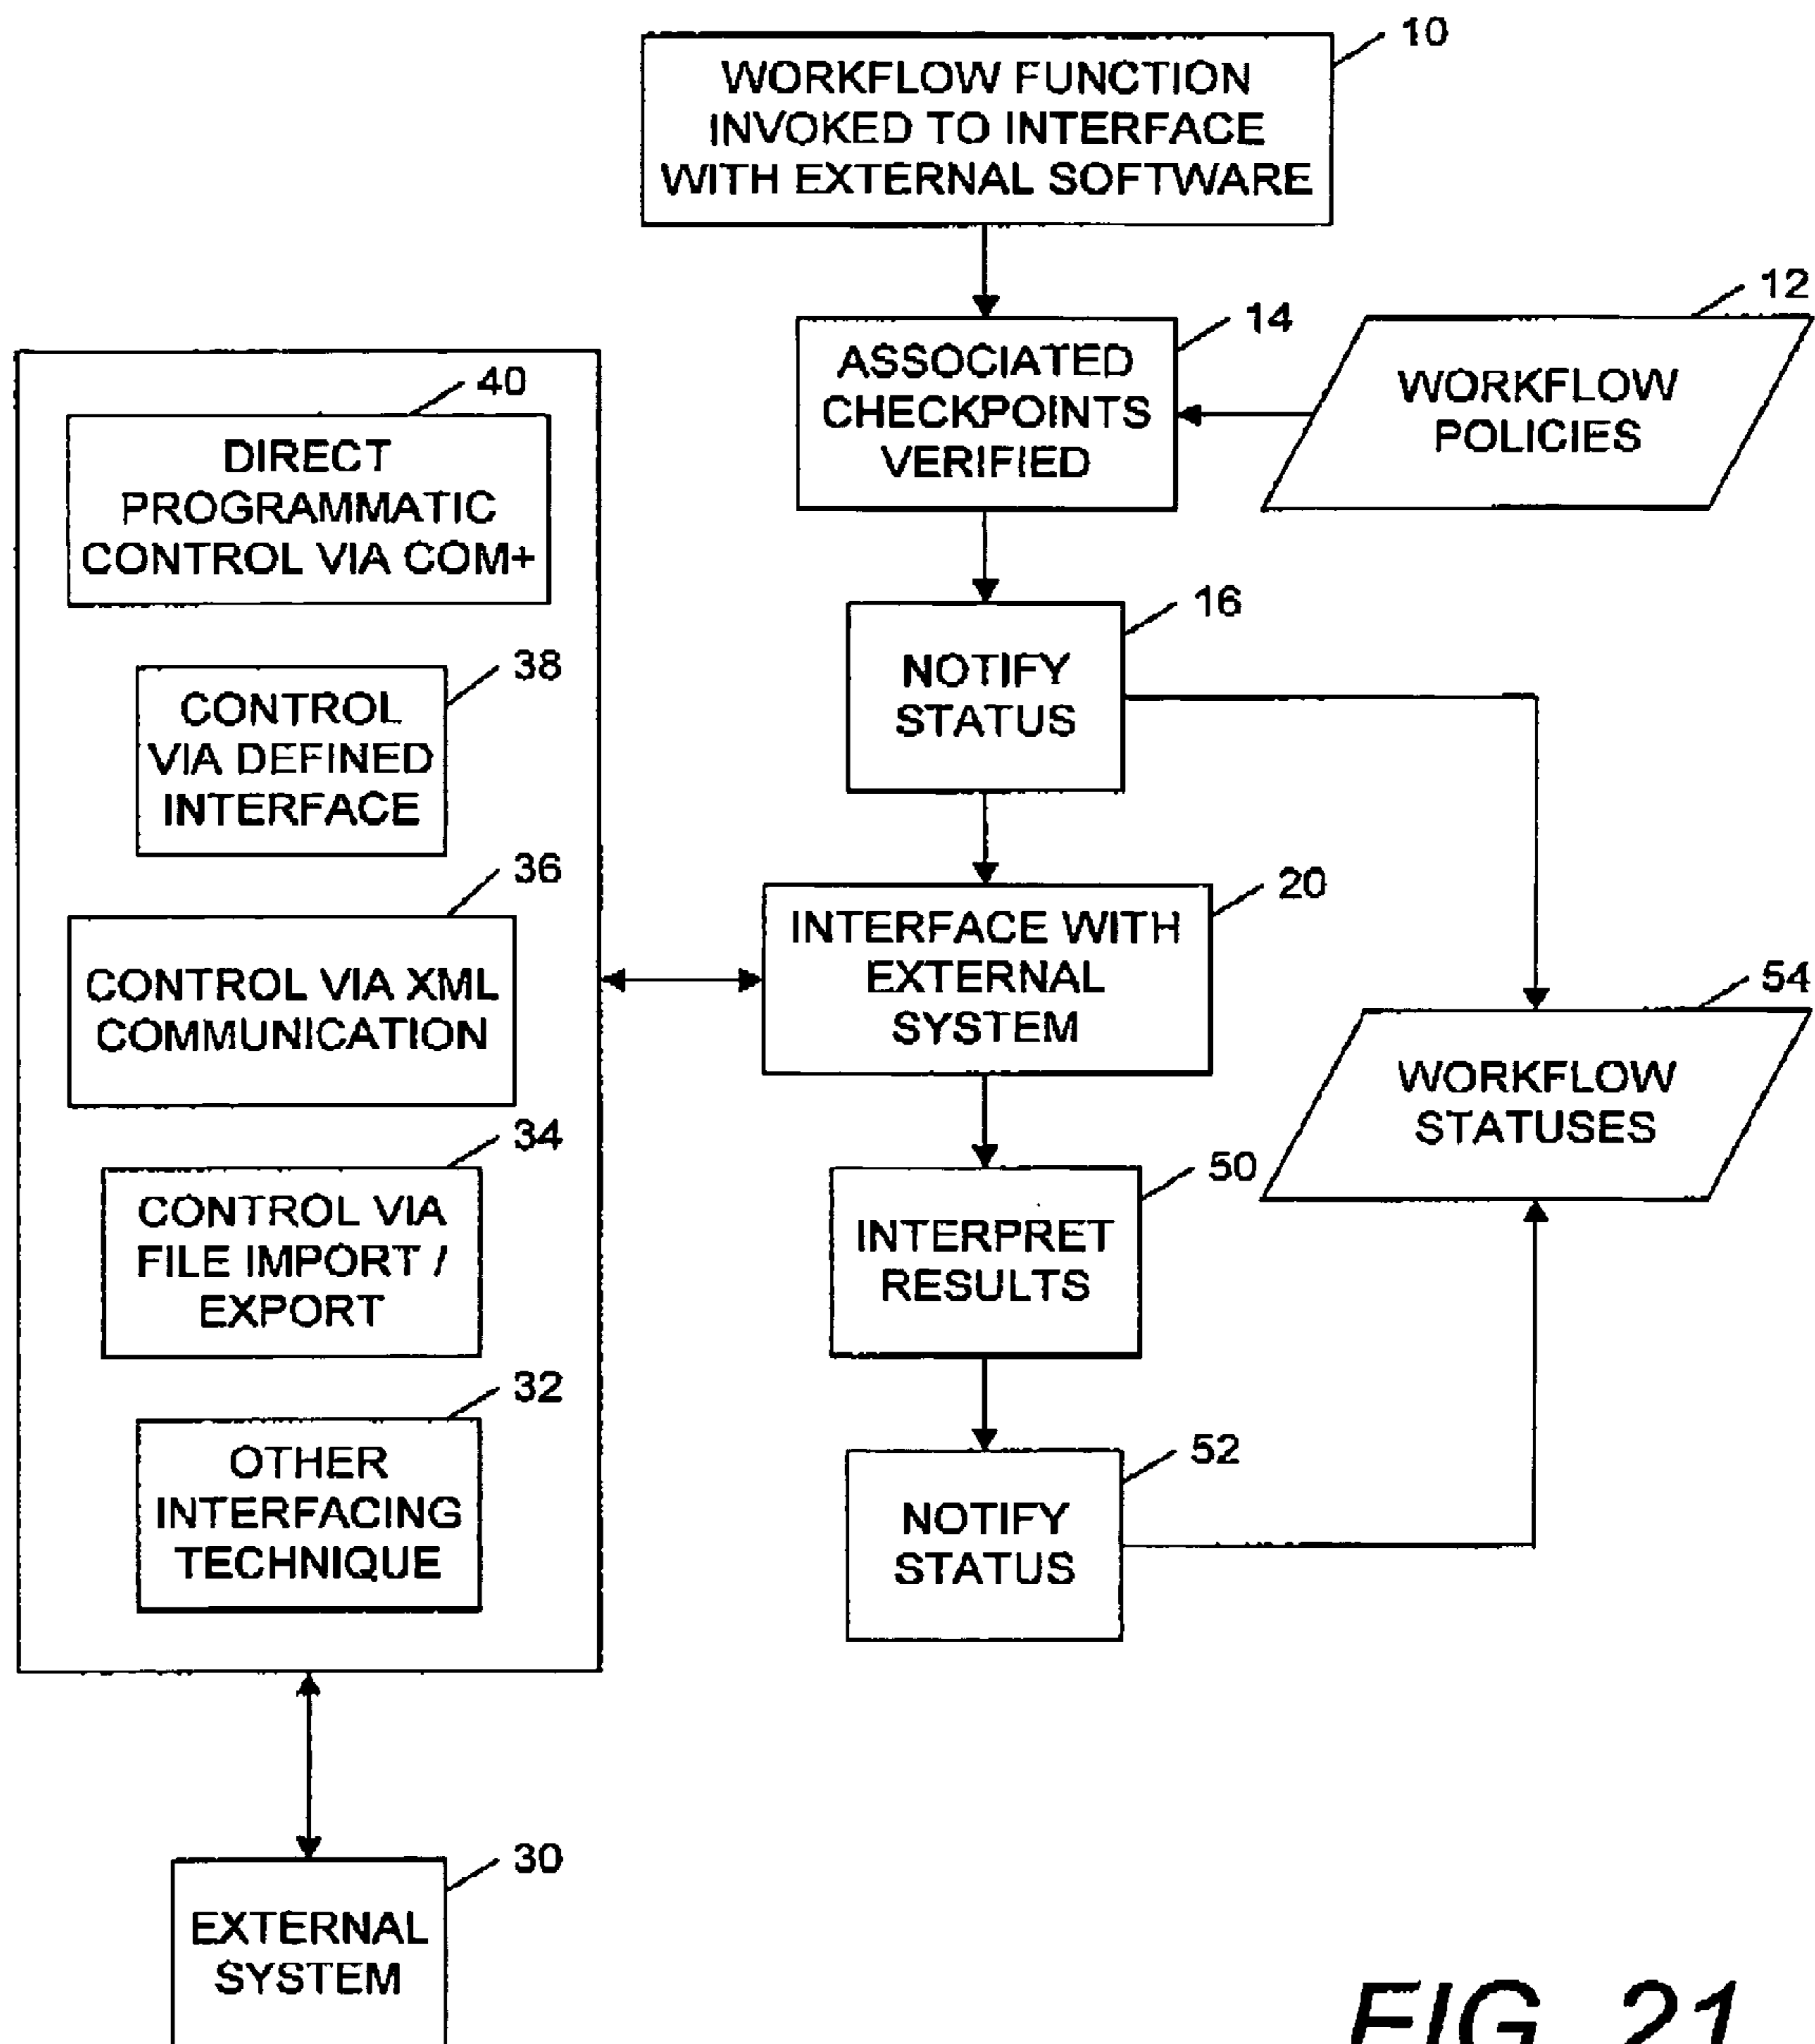 10
WORKFLOW FUNCTION
INVOKED TO INTERFACE
WITH EXTERNAL SOFTWARE
12
WORKFLOW
POLICIES
14
ASSOCIATED
CHECKPOINTS
VERIFIED
40
DIRECT
PROGRAMMATIC
CONTROL VIA COM+
16
NOTIFY
STATUS
38
CONTROL
VIA DEFINED
INTERFACE
36
CONTROL VIA XML
COMMUNICATION
20
INTERFACE WITH
EXTERNAL
SYSTEM
54
WORKFLOW
STATUSES
34
CONTROL VIA
FILE IMPORT /
EXPORT
50
INTERPRET
RESULTS
32
OTHER
INTERFACING
TECHNIQUE
52
NOTIFY
STATUS
30
EXTERNAL
SYSTEM
FIG. 21